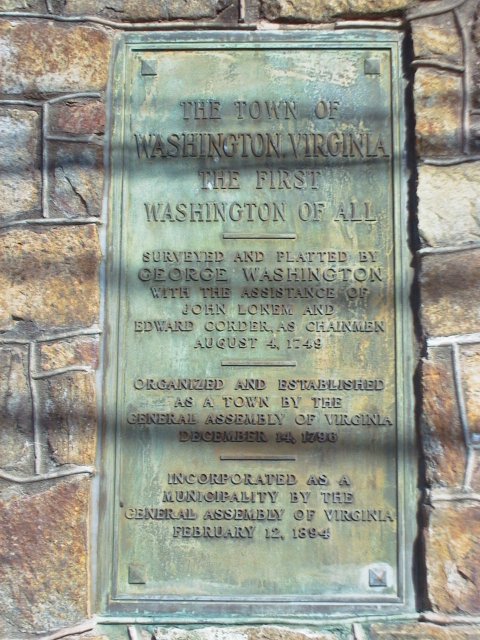 THE TOWN OF
WASHINGTON, VIRGINIA
THE FIRST
WASHINGTON OF ALL
SURVEYED AND PLATTED BY
GEORGE WASHINGTON
WITH THE ASSISTANCE OF
JOHN LONEM AND
EDWARD CORDER, AS CHAINMEN
AUGUST 4, 1749
ORGANIZED AND ESTABLISHED
AS A TOWN BY THE
GENERAL ASSEMBLY OF VIRGINIA
DECEMBER 14, 1796
INCORPORATED AS A
MUNICIPALITY BY THE
GENERAL ASSEMBLY OF VIRGINIA
FEBRUARY 12, 1894